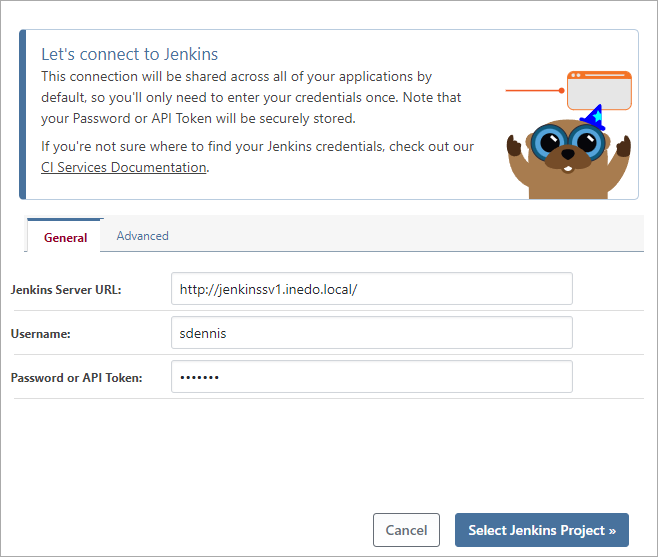 Let's connect to Jenkins
This connection will be shared across all of your applications by
default, so you'll only need to enter your credentials once. Note that
your Password or API Token will be securely stored.
If you're not sure where to find your Jenkins credentials, check out our
CI Services Documentation.
General Advanced
Jenkins Server URL: http://jenkinssv1.inedo.local/
Username: sdennis
Password or API Token: •••••••
Cancel Select Jenkins Project »